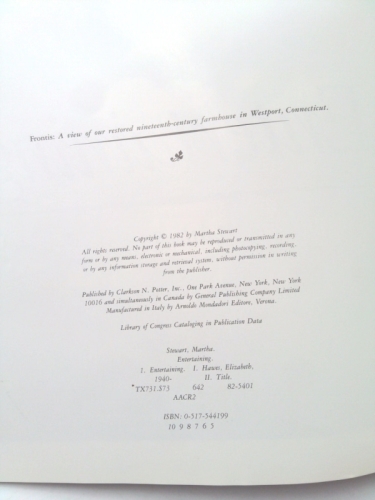 Frontis: A view of our restored nineteenth-century farmhouse in Westport, Connecticut.
Copyright © 1982 by Martha Stewart
All rights reserved. No part of this book may be reproduced or transmitted in any
form or by any means, electronic or mechanical, including photocopying, recording,
or by any information storage and retrieval system, without permission in writing
from the publisher.
Published by Clarkson N. Potter, Inc., One Park Avenue, New York, New York
10016 and simultaneously in Canada by General Publishing Company Limited
Manufactured in Italy by Arnoldo Mondadori Editore, Verona.
Library of Congress Cataloging in Publication Data
Stewart, Martha.
Entertaining.
1. Entertaining. I. Hawes, Elizabeth,
1940- II. Title.
TX731.S73 642 82-5401
AACR2
ISBN: 0-517-544199
10 9 8 7 6 5